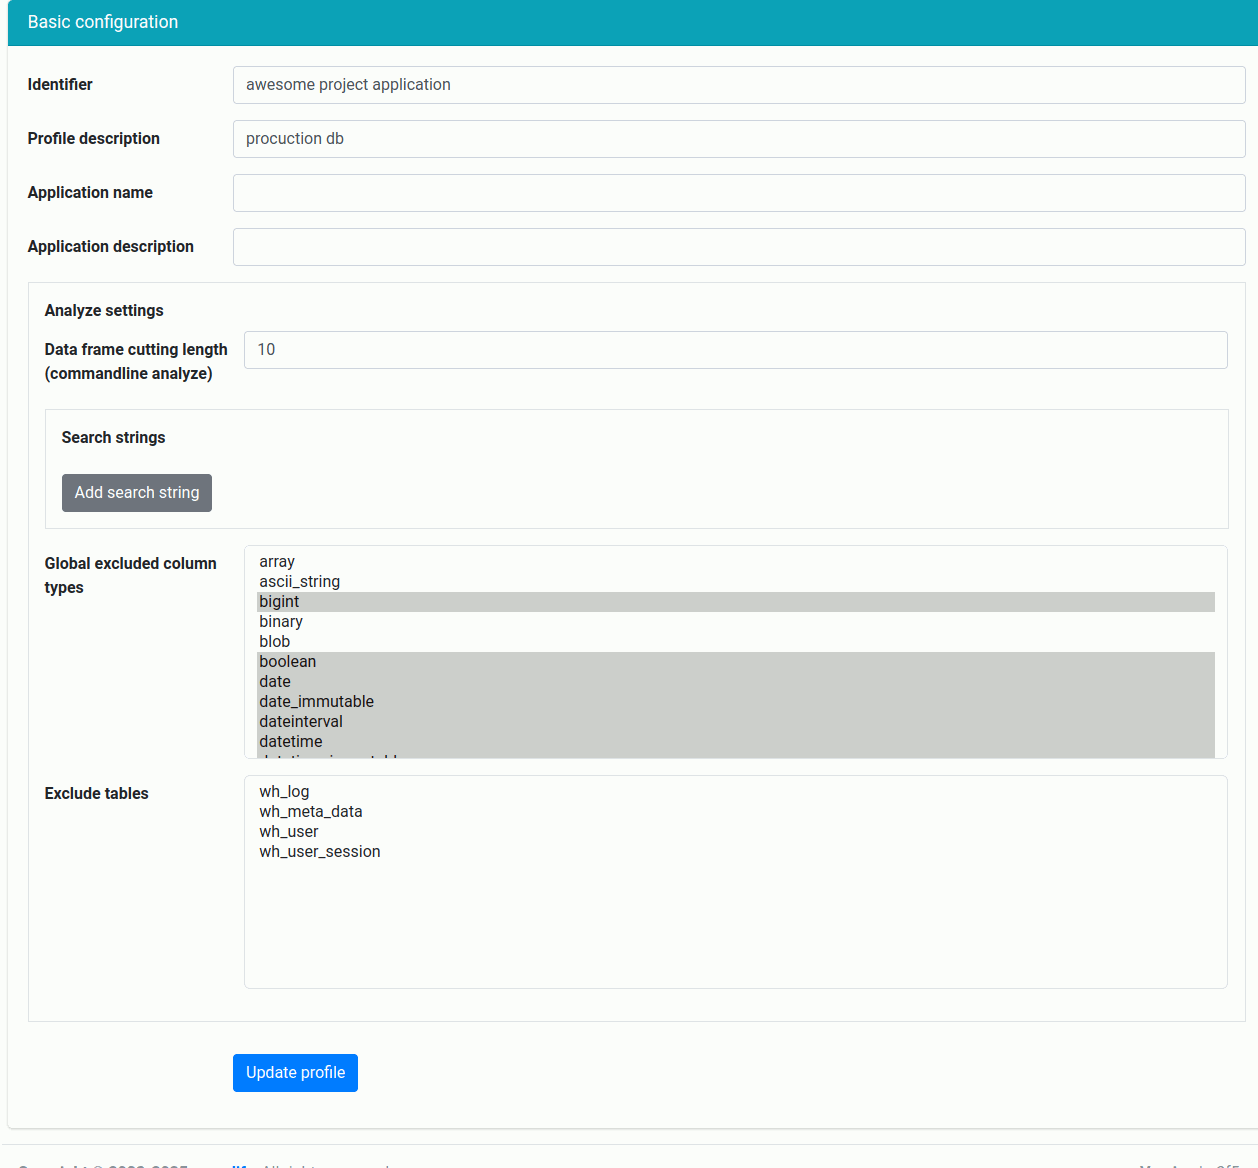 Basic configuration
Identifier
awesome project application
Profile description
procuction db
Application name
Application description
Analyze settings
Data frame cutting length
(commandline analyze)
10
Search strings
Add search string
Global excluded column
types
array
ascii_string
bigint
binary
blob
boolean
date
date_immutable
dateinterval
datetime
Exclude tables
wh_log
wh_meta_data
wh_user
wh_user_session
Update profile